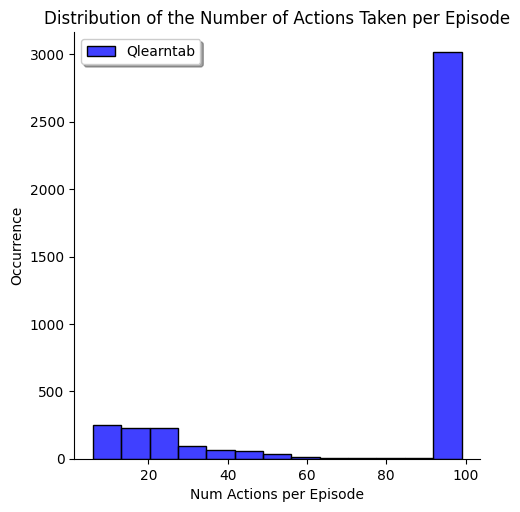 Distribution of the Number of Actions Taken per Episode
Qlearntab
3000
2500
2000
1500
1000
500
0
Occurrence
20 40 60 80 100
Num Actions per Episode